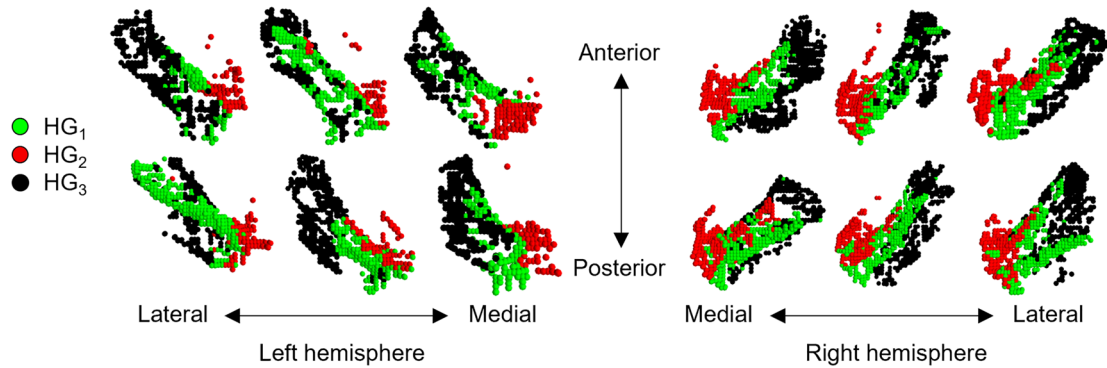 Anterior
HG₁
HG₂
HG₃
Posterior
Lateral
Medial
Medial
Lateral
Left hemisphere
Right hemisphere